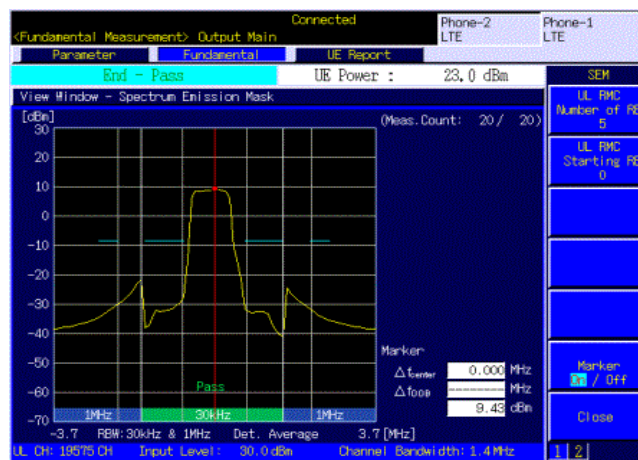 Connected
Phone-2
LTE
Phone-1
LTE
<Fundamental Measurement> Output Main
Parameter
Fundamental
UE Report
End - Pass
UE Power :
23.0 dBm
View Window - Spectrum Emission Mask
[dBm]
(Meas.Count: 20 / 20)
30
20
10
0
-10
-20
-30
-40
-50
-60
-70
Pass
1MHz
30kHz
1MHz
-3.7 RBW:30kHz & 1MHz Det. Average 3.7 [MHz]
Marker
Δfcenter 0.000 MHz
ΔfOOB -------- MHz
9.43 dBm
UL CH: 19575 CH Input Level: 30.0 dBm Channel Bandwidth: 1.4 MHz
SEM
UL RMC
Number of RB
5
UL RMC
Starting RB
0
Marker
On / Off
Close
1 2